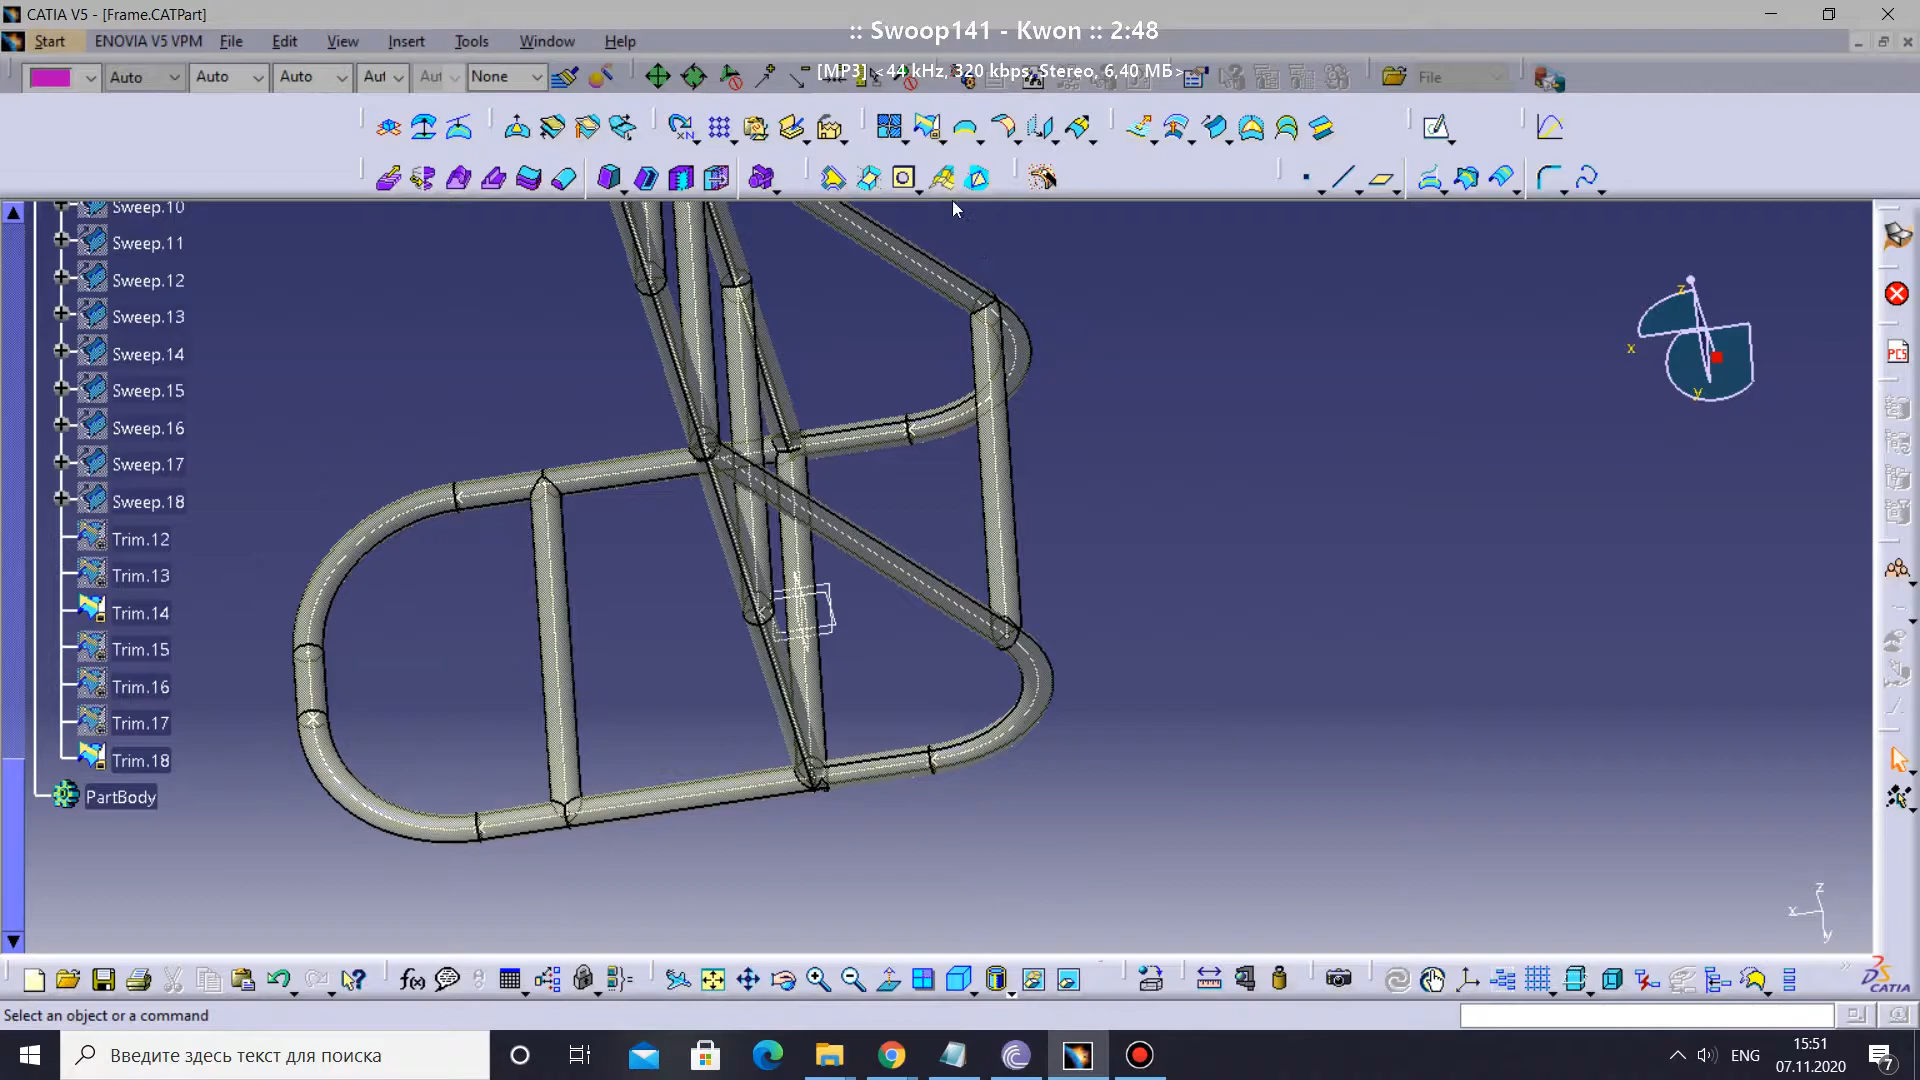 CATIA V5 - [Frame.CATPart]
:: Swoop141 - Kwon :: 2:48
Start ENOVIA V5 VPM File Edit View Insert Tools Window Help
[MP3] <44 kHz, 320 kbps, Stereo, 6,40 МБ>
Auto Auto Auto Aut Aut None File
Sweep.10
Sweep.11
Sweep.12
Sweep.13
Sweep.14
Sweep.15
Sweep.16
Sweep.17
Sweep.18
Trim.12
Trim.13
Trim.14
Trim.15
Trim.16
Trim.17
Trim.18
PartBody
z
x
y
PCS
z
x
y
f(x)
CATIA
Select an object or a command
Введите здесь текст для поиска
ENG
15:51
07.11.2020
7